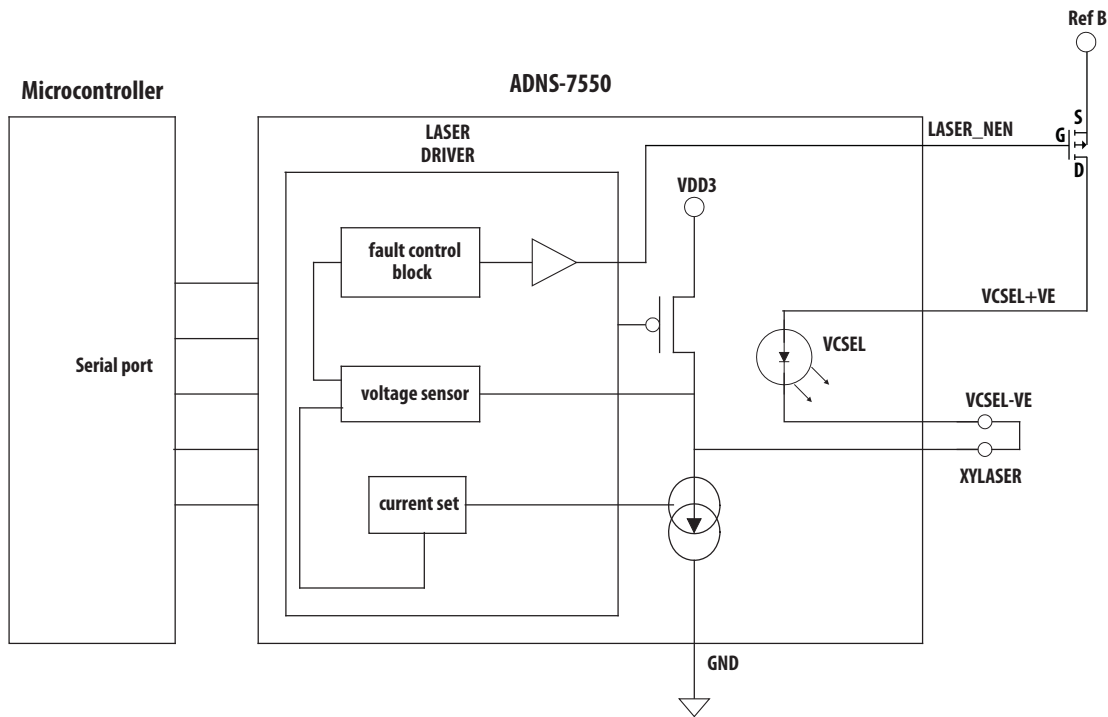 Ref B
Microcontroller
ADNS-7550
LASER
DRIVER
LASER_NEN
S
G
D
VDD3
fault control
block
VCSEL+VE
VCSEL
Serial port
voltage sensor
VCSEL-VE
XYLASER
current set
GND